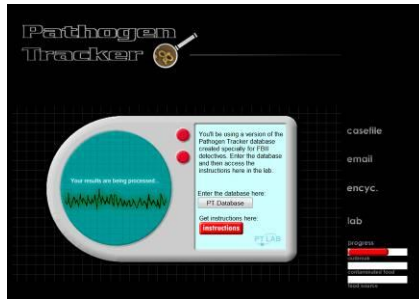 Pathogen
Tracker
You'll be using a version of the
Pathogen Tracker database
created specially for FBII
detectives. Enter the database
and then access the
instructions here in the lab.
Your results are being processed...
Enter the database here:
PT Database
Get instructions here:
instructions
PT LAB
casefile
email
encyc.
lab
progress
contaminated food
food source